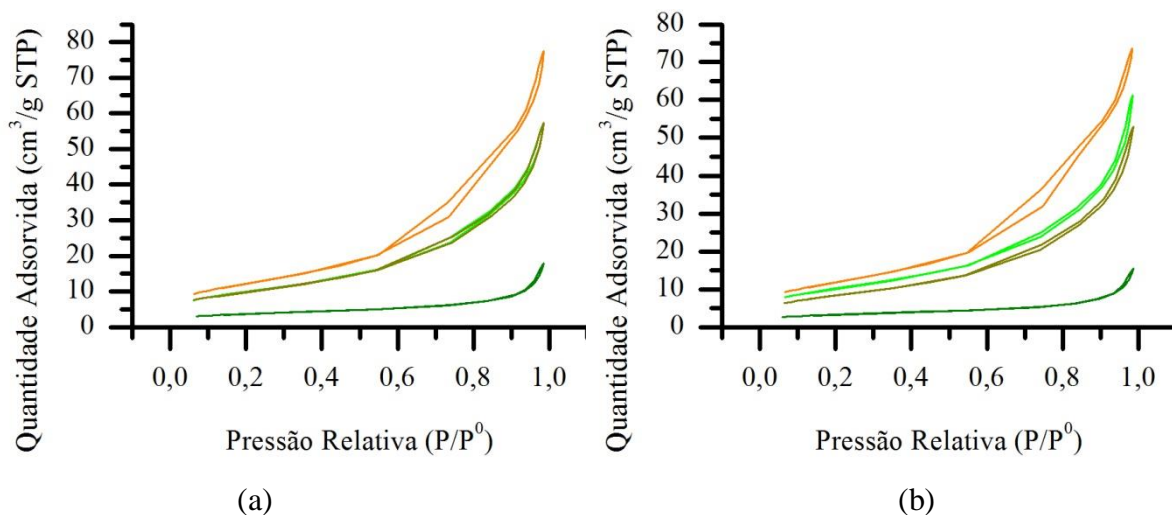 Quantidade Adsorvida (cm³/g STP)
80
70
60
50
40
30
20
10
0
0,0 0,2 0,4 0,6 0,8 1,0
Pressão Relativa (P/P⁰)
(a)
Quantidade Adsorvida (cm³/g STP)
80
70
60
50
40
30
20
10
0
0,0 0,2 0,4 0,6 0,8 1,0
Pressão Relativa (P/P⁰)
(b)